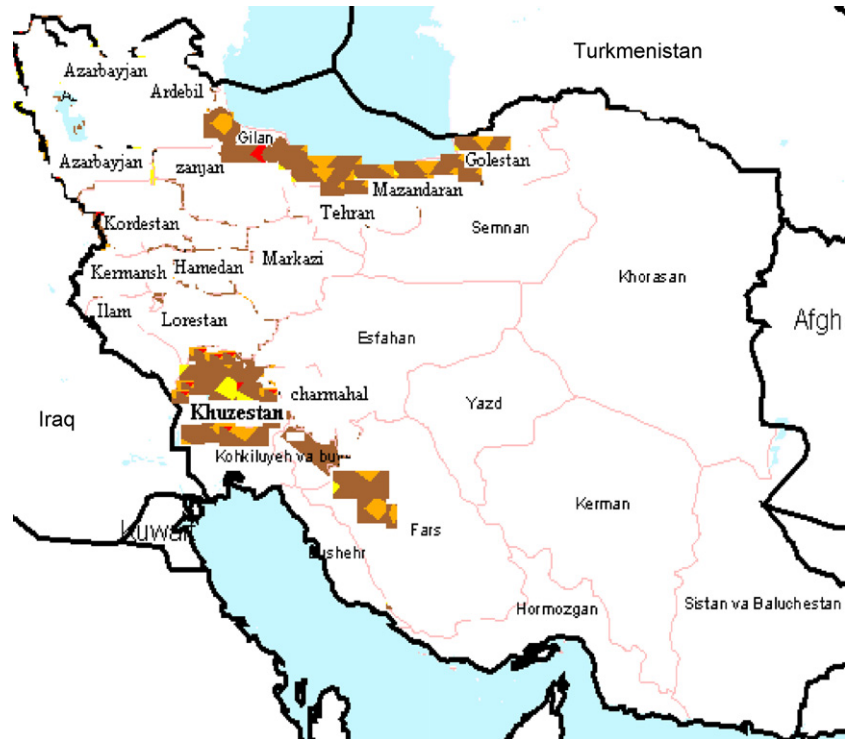 Turkmenistan
Azarbayjan
Ardebil
Gilan
Golestan
Azarbayjan
zanjan
Mazandaran
Tehran
Semnan
Kordestan
Markazi
Kermansh
Hamedan
Khorasan
Ilam
Lorestan
Afgh
Esfahan
charmahal
Yazd
Iraq
Khuzestan
Kohkiluyeh va
Kerman
Kuwait
Fars
Bushehr
Hormozgan
Sistan va Baluchestan